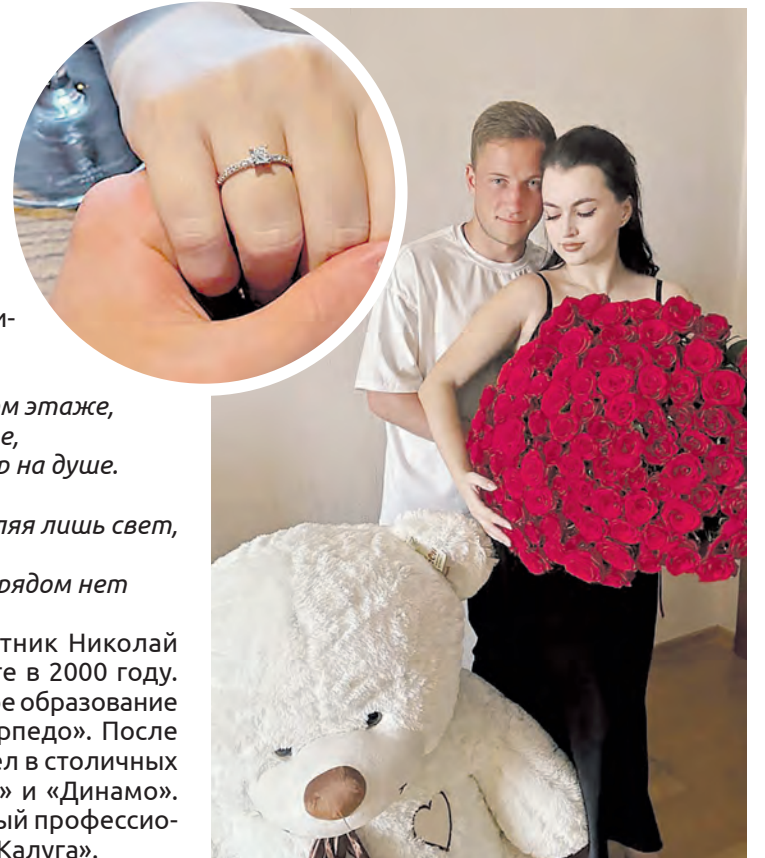 и-
м этаже,
е,
р на душе.
ляя лишь свет,
рядом нет
тник Николай
ге в 2000 году.
е образование
рпедо». После
ел в столичных
» и «Динамо».
ый профессио-
Калуга».